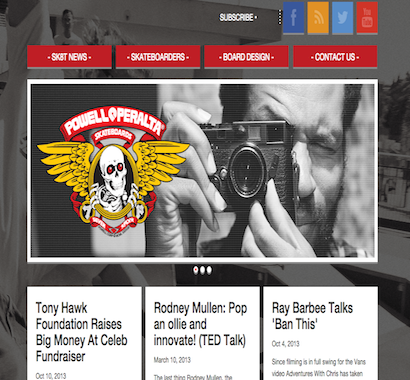 SUBSCRIBE •
You
Tube
- SK8T NEWS -
- SKATEBOARDERS -
- BOARD DESIGN -
- CONTACT US -
POWELL PERALTA
SKATEBOARDS
Tony Hawk
Foundation Raises
Big Money At Celeb
Fundraiser
Oct 10, 2013
Rodney Mullen: Pop
an ollie and
innovate! (TED Talk)
March 10, 2013
The last thing Rodney Mullen, the
Ray Barbee Talks
'Ban This'
Oct 4, 2013
Since filming is in full swing for the Vans
video Adventures With Chris has taken